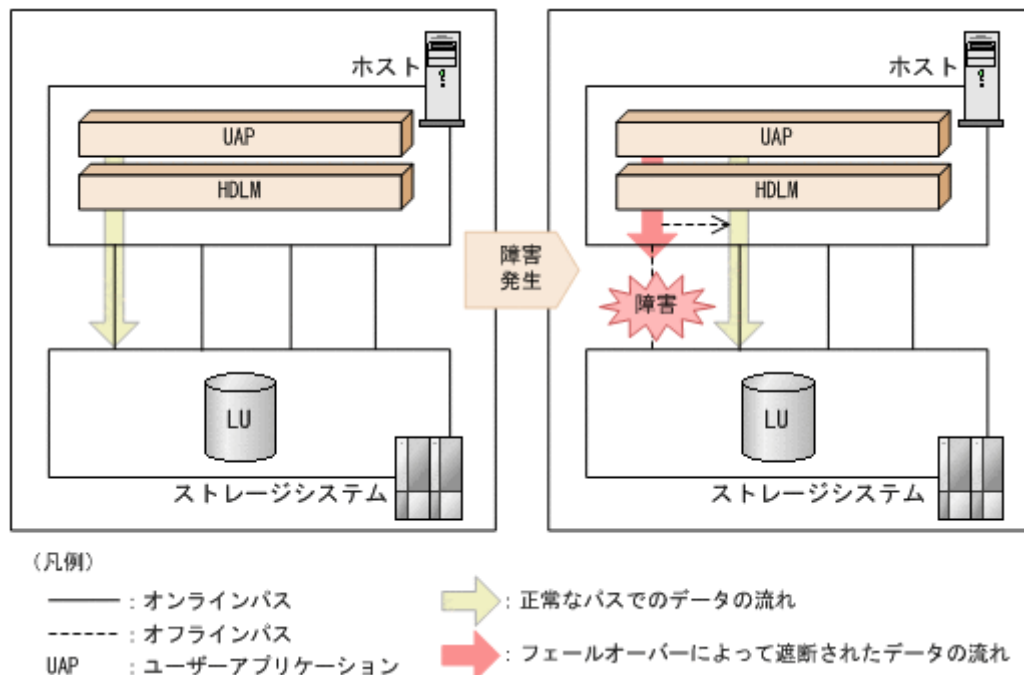 ホスト
UAP
HDLM
LU
ストレージシステム
障害
発生
ホスト
UAP
HDLM
障害
LU
ストレージシステム
(凡例)
:オンラインパス
:オフラインパス
UAP :ユーザーアプリケーション
:正常なパスでのデータの流れ
:フェールオーバーによって遮断されたデータの流れ